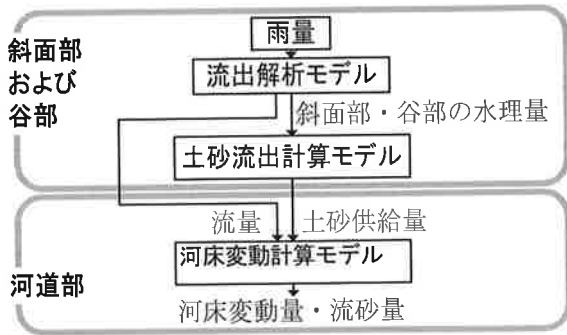 雨量
斜面部
および
谷部
流出解析モデル
斜面部・谷部の水理量
土砂流出計算モデル
流量
土砂供給量
河床変動計算モデル
河道部
河床変動量・流砂量